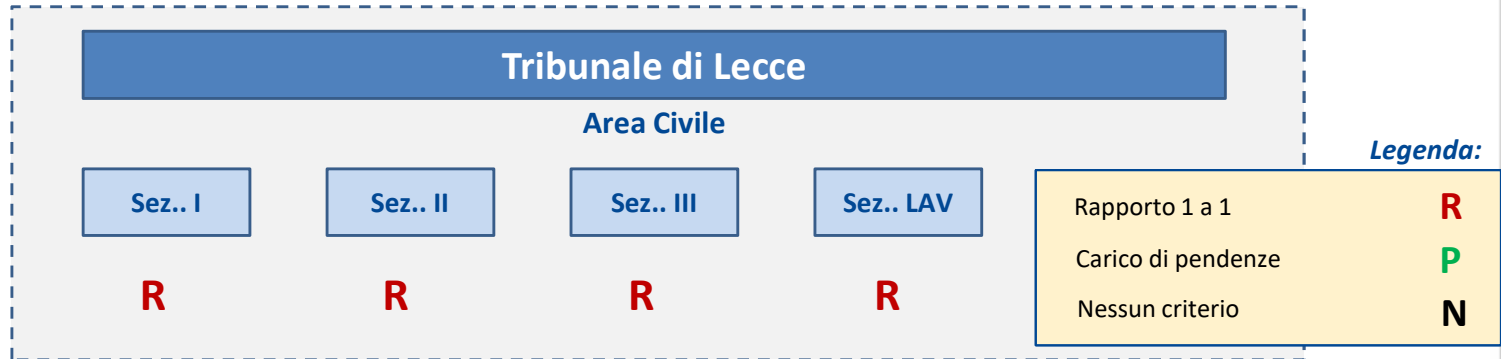 Tribunale di Lecce
Area Civile
Legenda:
Sez.. I
Sez.. II
Sez.. III
Sez.. LAV
R
R
R
R
Rapporto 1 a 1 R
Carico di pendenze P
Nessun criterio N